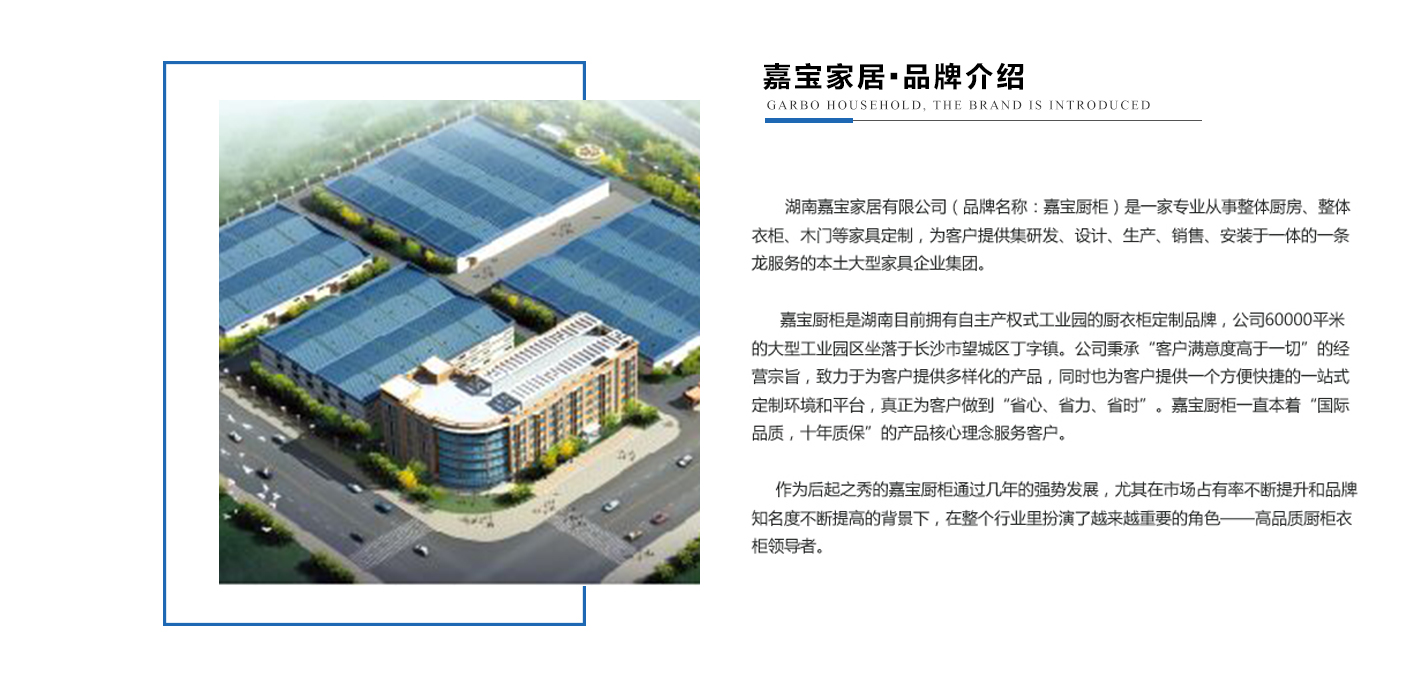 嘉宝家居·品牌介绍
GARBO HOUSEHOLD, THE BRAND IS INTRODUCED
湖南嘉宝家居有限公司（品牌名称：嘉宝厨柜）是一家专业从事整体厨房、整体
衣柜、木门等家具定制，为客户提供集研发、设计、生产、销售、安装于一体的一条
龙服务的本土大型家具企业集团。
嘉宝厨柜是湖南目前拥有自主产权式工业园的厨衣柜定制品牌，公司60000平米
的大型工业园区坐落于长沙市望城区丁字镇。公司秉承“客户满意度高于一切”的经
营宗旨，致力于为客户提供多样化的产品，同时也为客户提供一个方便快捷的一站式
定制环境和平台，真正为客户做到“省心、省力、省时”。嘉宝厨柜一直本着“国际
品质，十年质保”的产品核心理念服务客户。
作为后起之秀的嘉宝厨柜通过几年的强势发展，尤其在市场占有率不断提升和品牌
知名度不断提高的背景下，在整个行业里扮演了越来越重要的角色——高品质厨柜衣
柜领导者。